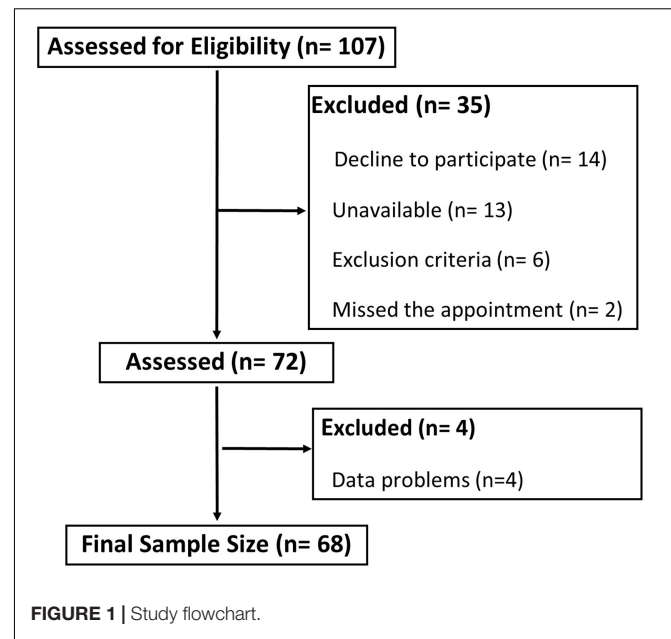 Assessed for Eligibility (n= 107)
Excluded (n= 35)
Decline to participate (n= 14)
Unavailable (n= 13)
Exclusion criteria (n= 6)
Missed the appointment (n= 2)
Assessed (n= 72)
Excluded (n= 4)
Data problems (n=4)
Final Sample Size (n= 68)
FIGURE 1 | Study flowchart.